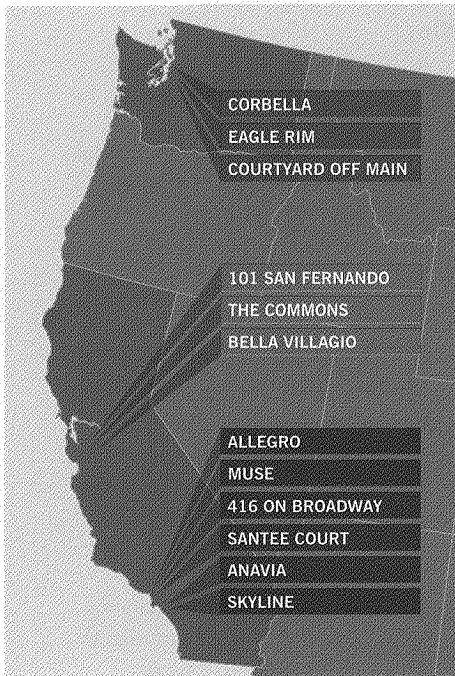 CORBELLA
EAGLE RIM
COURTYARD OFF MAIN
101 SAN FERNANDO
THE COMMONS
BELLA VILLAGIO
ALLEGRO
MUSE
416 ON BROADWAY
SANTEE COURT
ANAVIA
SKYLINE